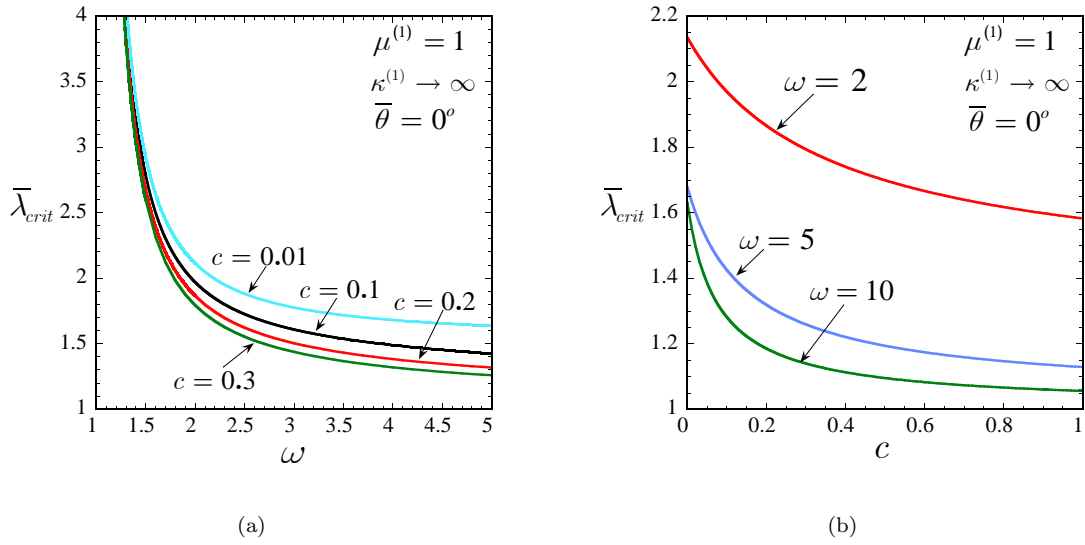 4
3.5
3
2.5
2
1.5
1
μ⁽¹⁾ = 1
κ⁽¹⁾ → ∞
θ̅ = 0°
λ̅crit
c = 0.01
c = 0.1
c = 0.2
c = 0.3
1 1.5 2 2.5 3 3.5 4 4.5 5
ω
(a)
2.2
2
1.8
1.6
1.4
1.2
1
μ⁽¹⁾ = 1
κ⁽¹⁾ → ∞
θ̅ = 0°
λ̅crit
ω = 2
ω = 5
ω = 10
0 0.2 0.4 0.6 0.8 1
c
(b)